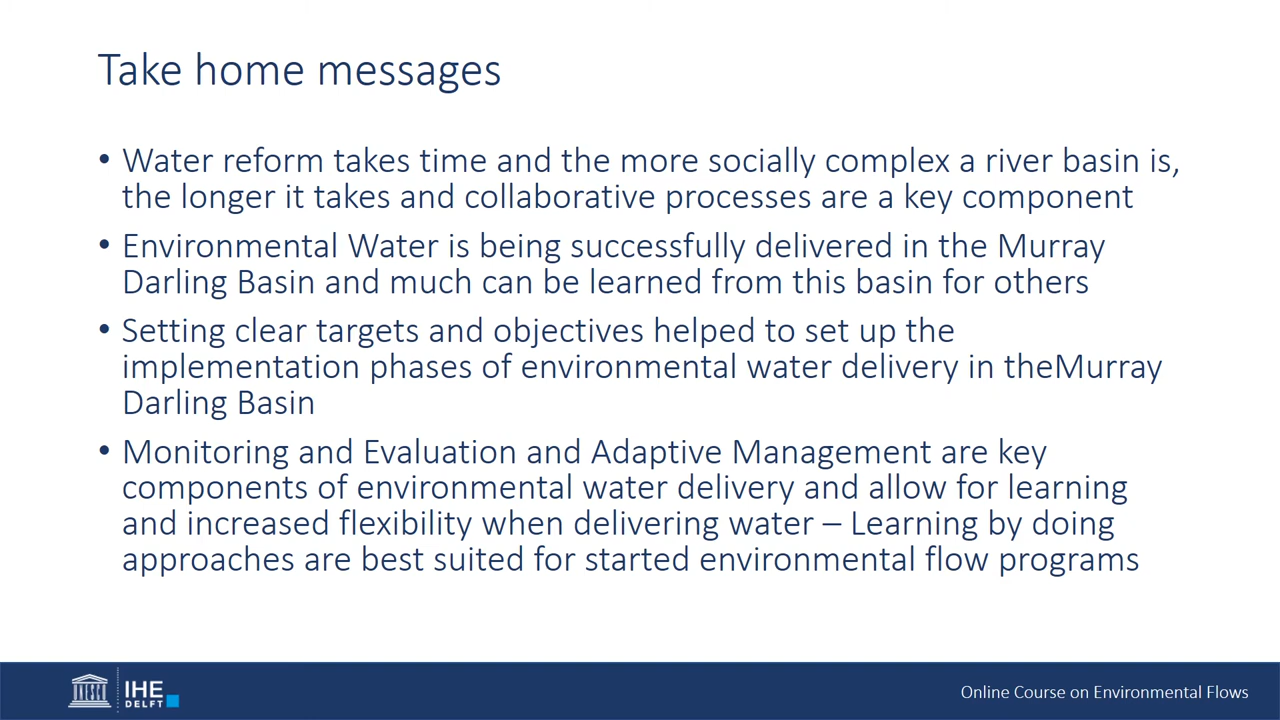 Take home messages
• Water reform takes time and the more socially complex a river basin is,
the longer it takes and collaborative processes are a key component
• Environmental Water is being successfully delivered in the Murray
Darling Basin and much can be learned from this basin for others
• Setting clear targets and objectives helped to set up the
implementation phases of environmental water delivery in theMurray
Darling Basin
• Monitoring and Evaluation and Adaptive Management are key
components of environmental water delivery and allow for learning
and increased flexibility when delivering water – Learning by doing
approaches are best suited for started environmental flow programs
UNESCO
IHE
DELFT
Online Course on Environmental Flows